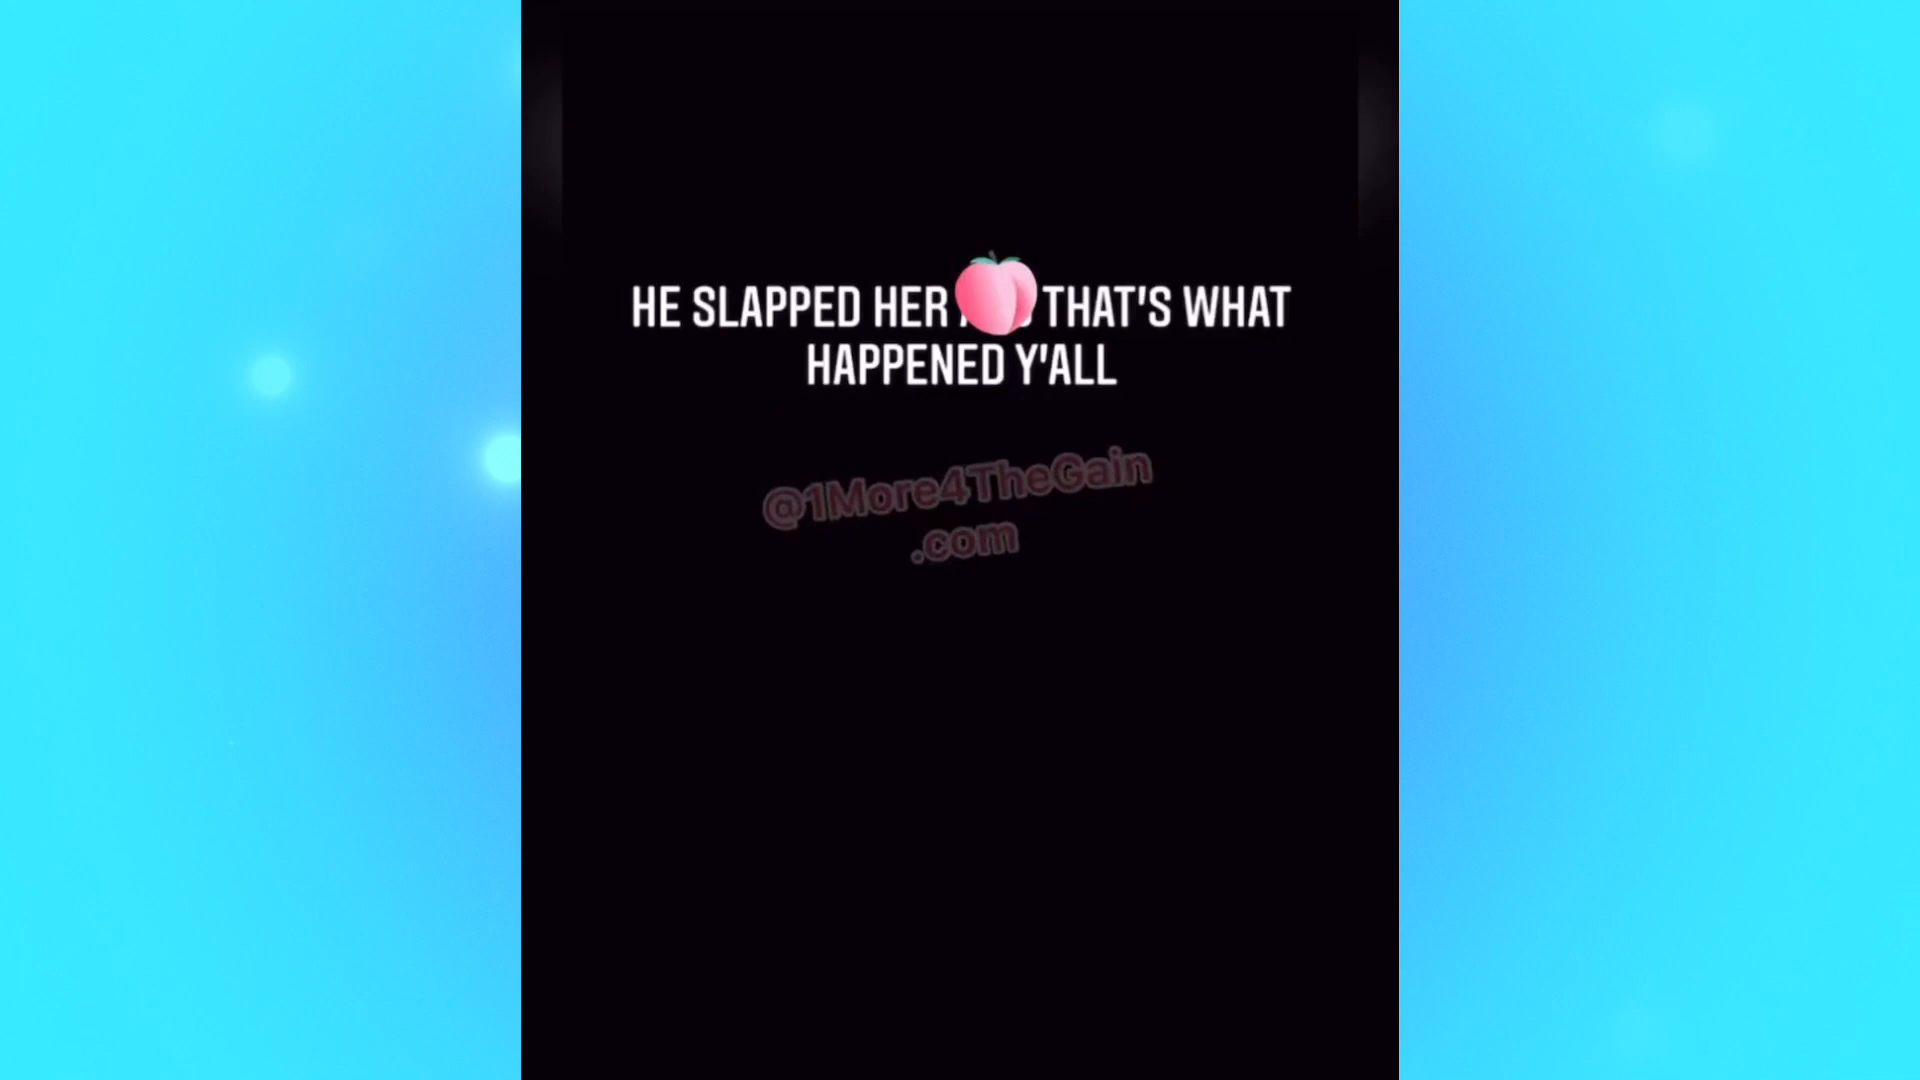 HE SLAPPED HER 🍑 THAT'S WHAT
HAPPENED Y'ALL
@1More4TheGain
.com